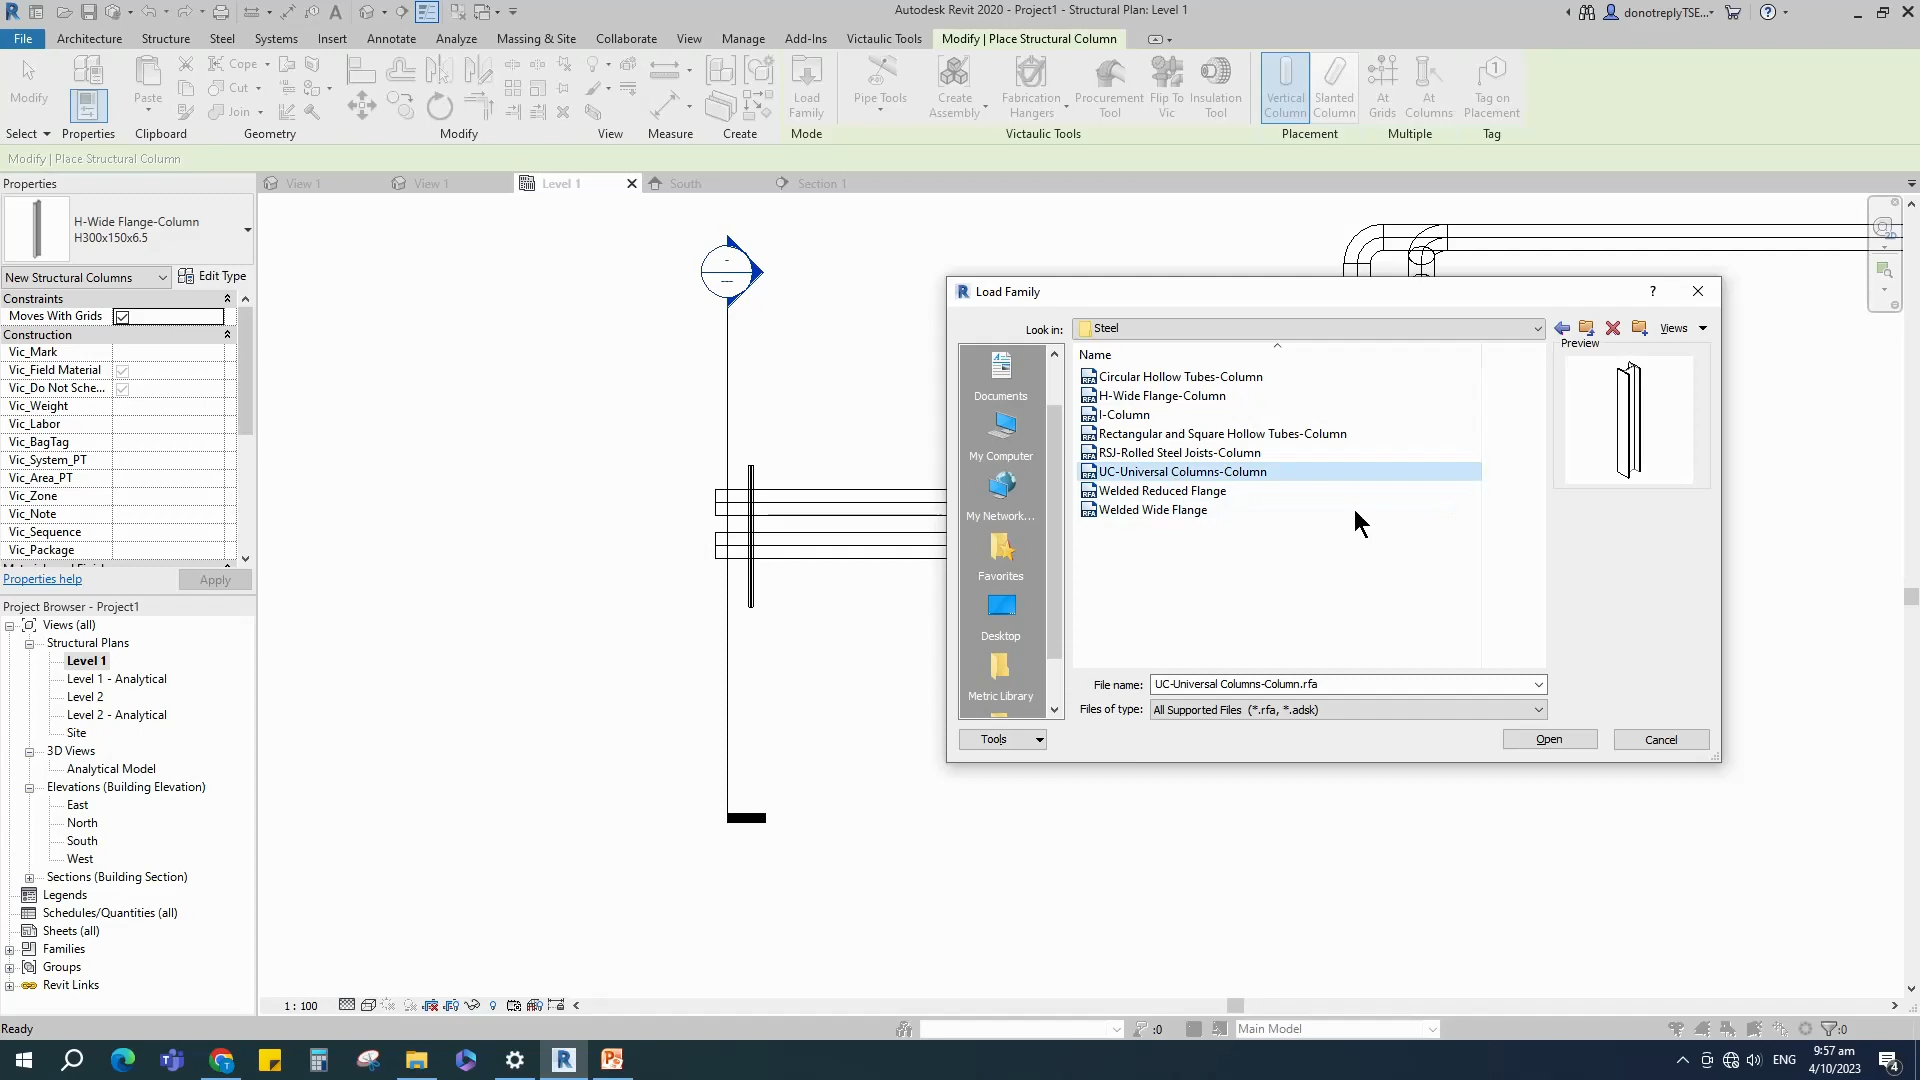 Autodesk Revit 2020 - Project1 - Structural Plan: Level 1
donotreplyTSE...
File Architecture Structure Steel Systems Insert Annotate Analyze Massing & Site Collaborate View Manage Add-Ins Victaulic Tools Modify | Place Structural Column
Modify
Paste
Cope
Cut
Join
Load Family
Pipe Tools
Create Assembly
Fabrication Hangers
Procurement Tool
Flip To Vic
Insulation Tool
Vertical Column
Slanted Column
At Grids
At Columns
Tag on Placement
Select Properties Clipboard Geometry Modify View Measure Create Mode Victaulic Tools Placement Multiple Tag
Modify | Place Structural Column
Properties
View 1
View 1
Level 1
South
Section 1
H-Wide Flange-Column
H300x150x6.5
New Structural Columns
Edit Type
Constraints
Moves With Grids
Construction
Vic_Mark
Vic_Field Material
Vic_Do Not Sche...
Vic_Weight
Vic_Labor
Vic_BagTag
Vic_System_PT
Vic_Area_PT
Vic_Zone
Vic_Note
Vic_Sequence
Vic_Package
Properties help
Apply
Project Browser - Project1
Views (all)
Structural Plans
Level 1
Level 1 - Analytical
Level 2
Level 2 - Analytical
Site
3D Views
Analytical Model
Elevations (Building Elevation)
East
North
South
West
Sections (Building Section)
Legends
Schedules/Quantities (all)
Sheets (all)
Families
Groups
Revit Links
Load Family
?
Look in:
Steel
Views
Preview
Name
Circular Hollow Tubes-Column
H-Wide Flange-Column
I-Column
Rectangular and Square Hollow Tubes-Column
RSJ-Rolled Steel Joists-Column
UC-Universal Columns-Column
Welded Reduced Flange
Welded Wide Flange
Documents
My Computer
My Network...
Favorites
Desktop
Metric Library
File name:
UC-Universal Columns-Column.rfa
Files of type:
All Supported Files (*.rfa, *.adsk)
Tools
Open
Cancel
1 : 100
Ready
:0
Main Model
:0
ENG
9:57 am
4/10/2023
4